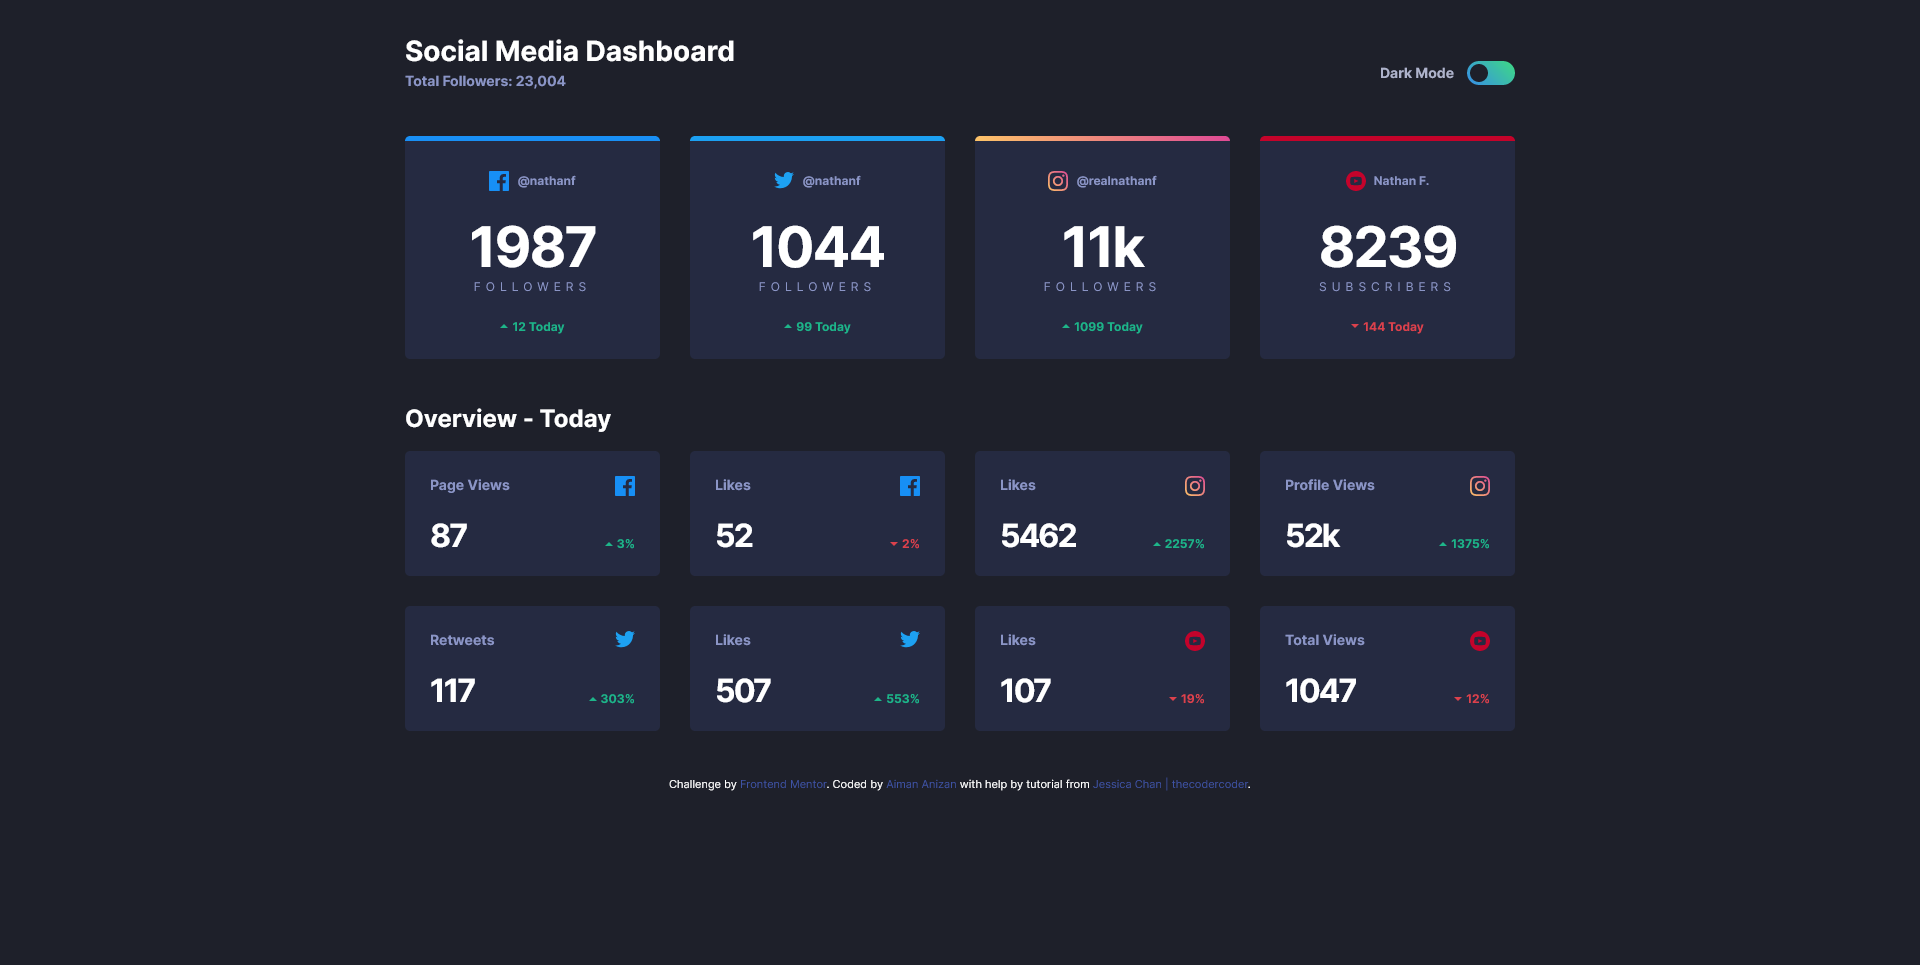 Social Media Dashboard
Total Followers: 23,004
Dark Mode
@nathanf
1987
FOLLOWERS
12 Today
@nathanf
1044
FOLLOWERS
99 Today
@realnathanf
11k
FOLLOWERS
1099 Today
Nathan F.
8239
SUBSCRIBERS
144 Today
Overview - Today
Page Views
87
3%
Likes
52
2%
Likes
5462
2257%
Profile Views
52k
1375%
Retweets
117
303%
Likes
507
553%
Likes
107
19%
Total Views
1047
12%
Challenge by Frontend Mentor. Coded by Aiman Anizan with help by tutorial from Jessica Chan | thecodercoder.